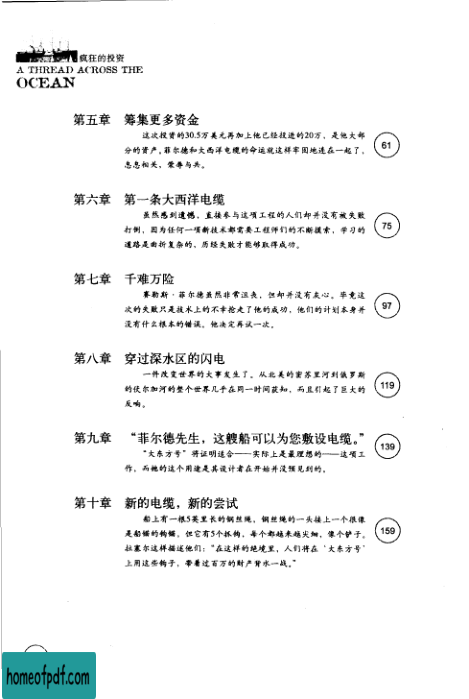 疯狂的投资
A THREAD ACROSS THE
OCEAN
第五章 筹集更多资金
这次投资的30.5万美元再加上他已经投进的20万，是他大部
分的资产。菲尔德和大西洋电缆的命运就这样牢固地连在一起了，
息息相关，荣辱与共。
61
第六章 第一条大西洋电缆
虽然感到遗憾，直接参与这项工程的人们却并没有被失败
打倒，因为任何一项新技术都需要工程师们的不断摸索，学习的
道路是曲折复杂的，历经失败才能够取得成功。
75
第七章 千难万险
赛勒斯·菲尔德虽然非常沮丧，但却并没有灰心。毕竟这
次的失败只是技术上的不幸抢走了他的成功，他们的计划本身并
没有什么根本的错误。他决定再试一次。
97
第八章 穿过深水区的闪电
一件改变世界的大事发生了。从北美的密苏里河到俄罗斯
的伏尔加河的整个世界几乎在同一时间获知，而且引起了巨大的
反响。
119
第九章 “菲尔德先生，这艘船可以为您敷设电缆。”
“大东方号”将证明适合——实际上是最理想的——这项工
作，而她的这个用途是其设计者在开始并没预见到的。
139
第十章 新的电缆，新的尝试
船上有一根5英里长的钢丝绳，钢丝绳的一头接上一个很像
是船锚的钩锚。但它有5个抓钩，每个都越来越尖细，像个铲子。
拉塞尔这样描述他们：“在这样的绝境里，人们将在‘大东方号’
上用这些钩子，带着过百万的财产背水一战。”
159
homeofpdf.com